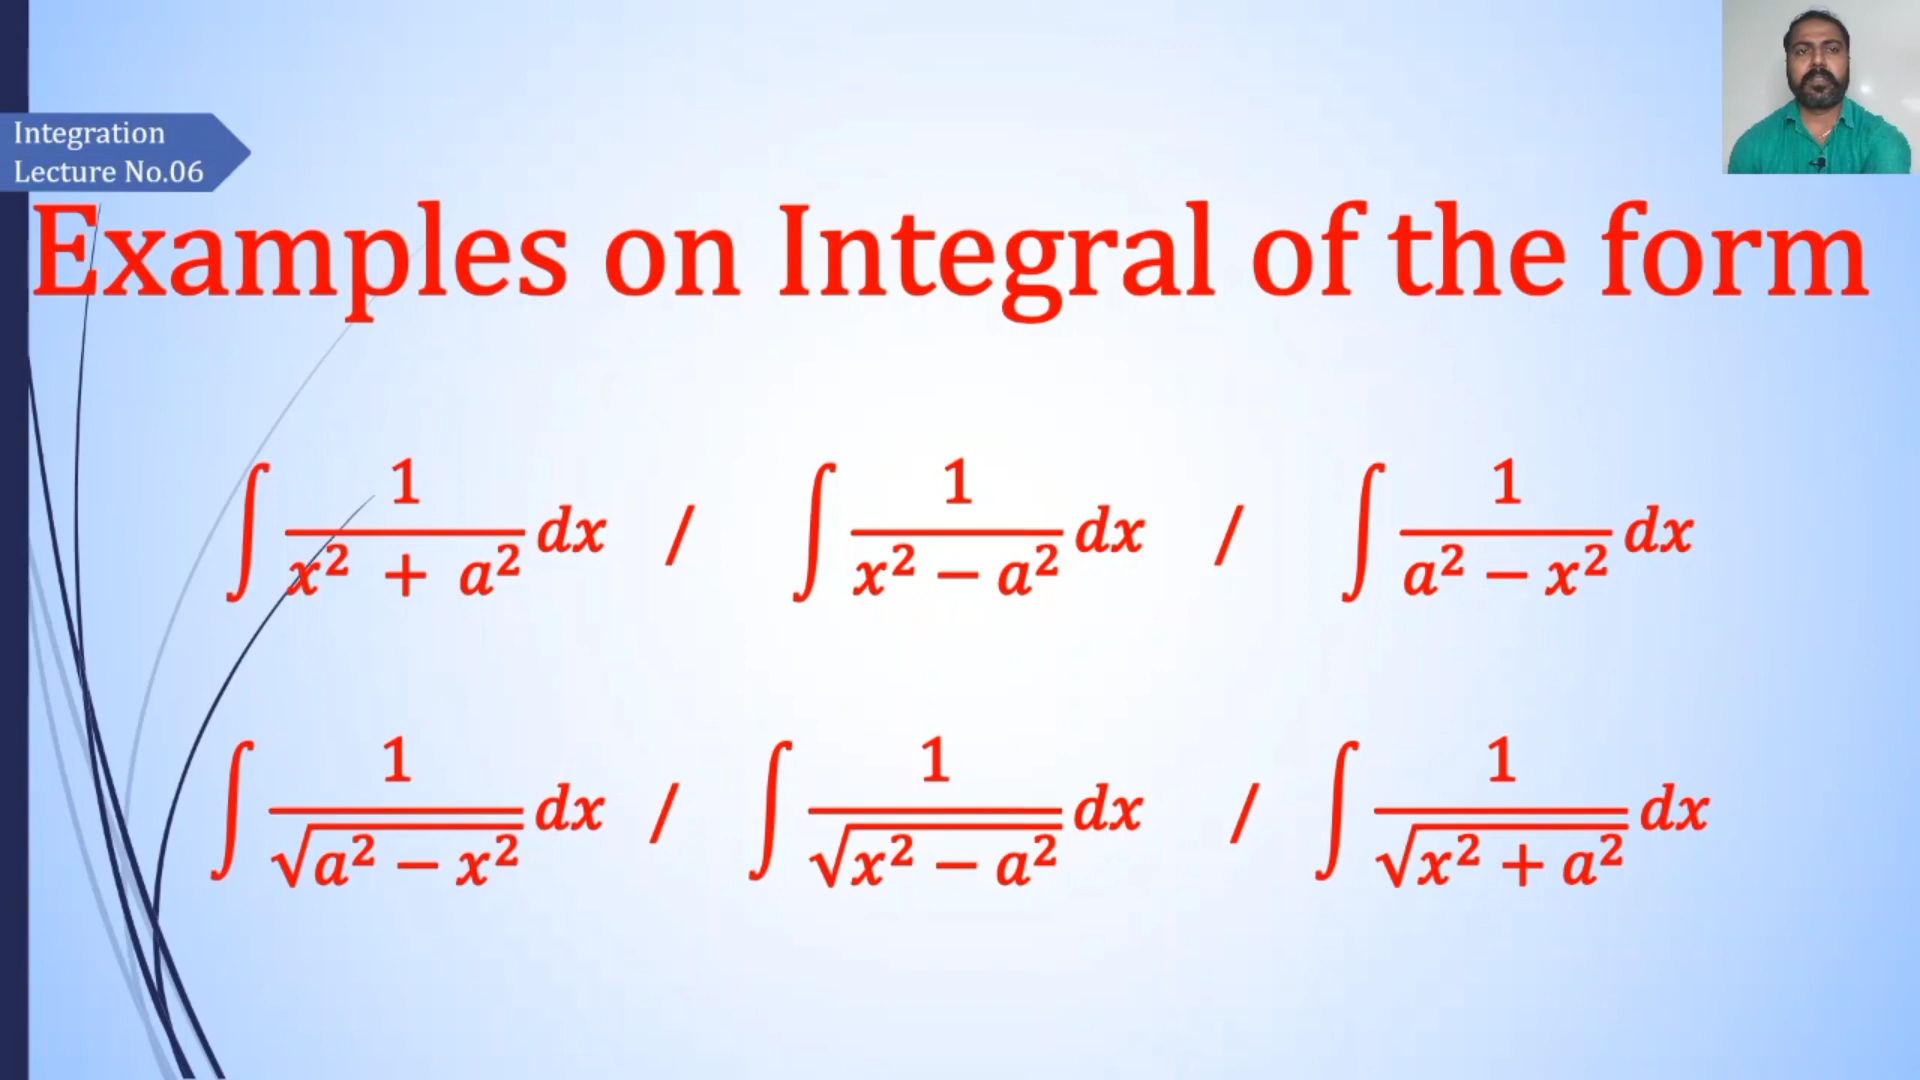 Integration
Lecture No.06
Examples on Integral of the form
∫ 1/(x² + a²) dx / ∫ 1/(x² − a²) dx / ∫ 1/(a² − x²) dx
∫ 1/√(a² − x²) dx / ∫ 1/√(x² − a²) dx / ∫ 1/√(x² + a²) dx